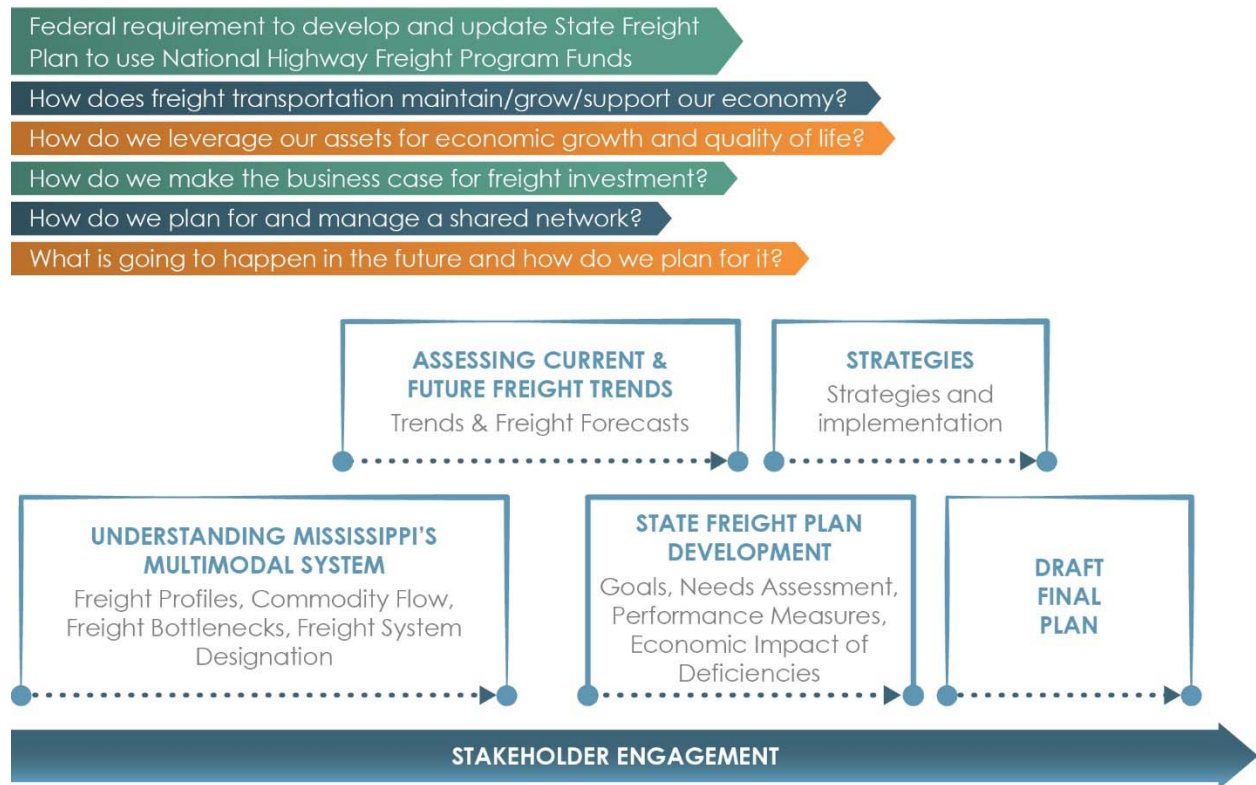 Federal requirement to develop and update State Freight
Plan to use National Highway Freight Program Funds
How does freight transportation maintain/grow/support our economy?
How do we leverage our assets for economic growth and quality of life?
How do we make the business case for freight investment?
How do we plan for and manage a shared network?
What is going to happen in the future and how do we plan for it?
ASSESSING CURRENT &
FUTURE FREIGHT TRENDS
Trends & Freight Forecasts
STRATEGIES
Strategies and
implementation
UNDERSTANDING MISSISSIPPI'S
MULTIMODAL SYSTEM
Freight Profiles, Commodity Flow,
Freight Bottlenecks, Freight System
Designation
STATE FREIGHT PLAN
DEVELOPMENT
Goals, Needs Assessment,
Performance Measures,
Economic Impact of
Deficiencies
DRAFT
FINAL
PLAN
STAKEHOLDER ENGAGEMENT